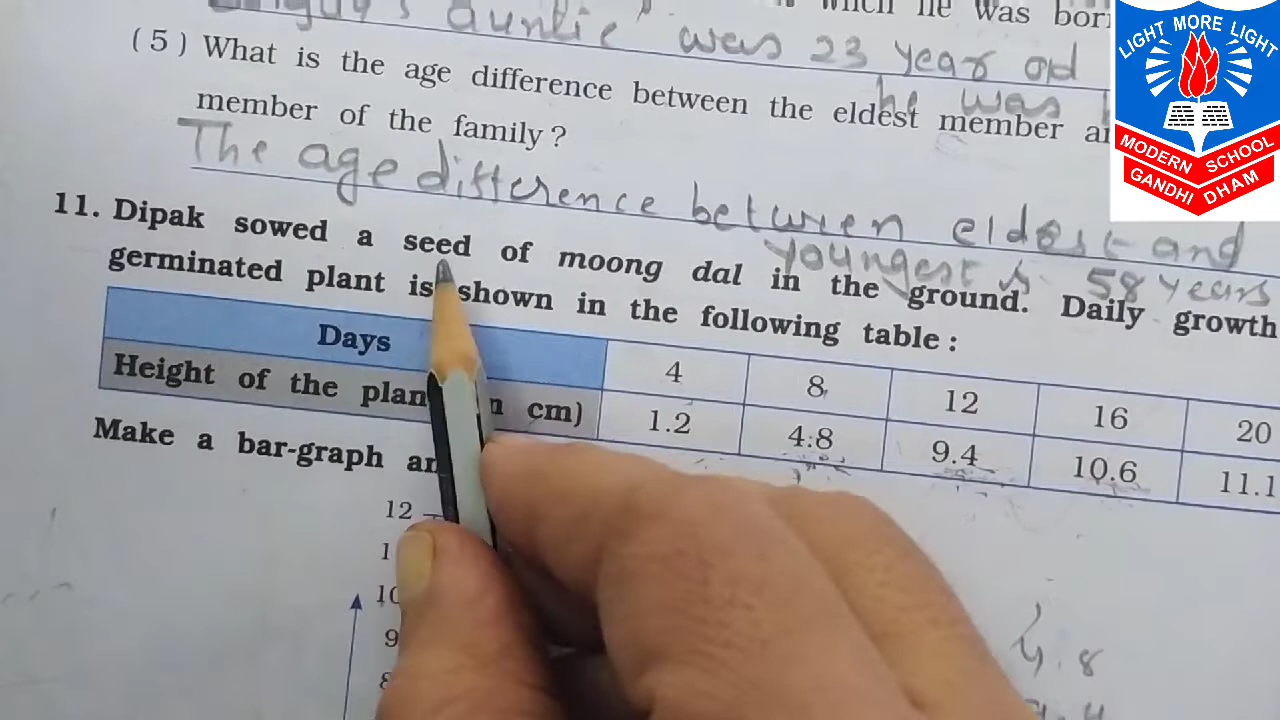 which he was born
auntie" was 23 year old
he was
(5) What is the age difference between the eldest member
member of the family?
The age difference between eldest and
youngest is 58 years
11. Dipak sowed a seed of moong dal in the ground. Daily growth
germinated plant is shown in the following table:
Days 4 8 12 16 20
Height of the plan n cm) 1.2 4.8 9.4 10.6 11.1
Make a bar-graph an
12
1
10
9
8
4.8
9.4
LIGHT MORE LIGHT
MODERN SCHOOL
GANDHIDHAM